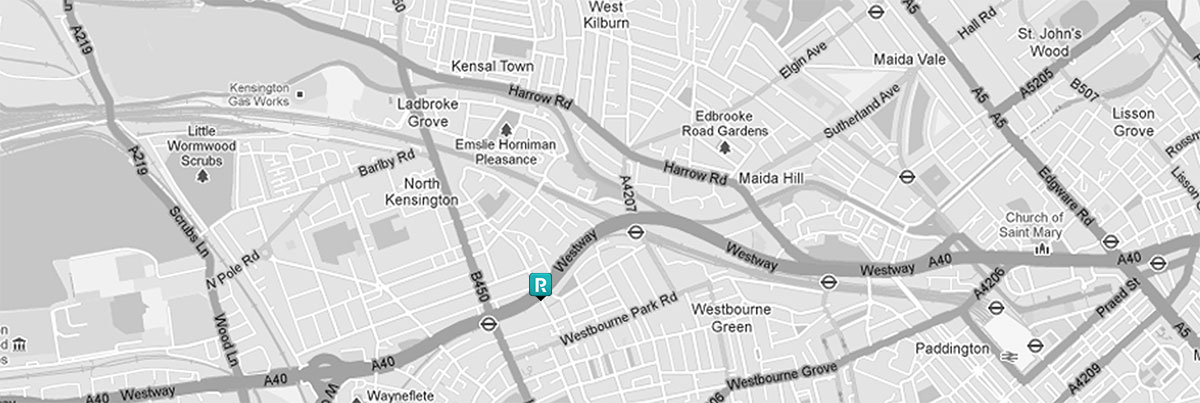 A219
60
West
Kilburn
A5
Hall Rd
St. John's
Wood
Elgin Ave
Maida Vale
Kensal Town
A5205
B507
Kensington
Gas Works
Harrow Rd
Ladbroke
Grove
Sutherland Ave
A5
Lisson
Grove
Edbrooke
Road Gardens
Little
Wormwood
Scrubs
Emslie Horniman
Pleasance
A219
Barlby Rd
Harrow Rd
Maida Hill
A4207
North
Kensington
Edgware Rd
Scrubs Ln
Church of
Saint Mary
N Pole Rd
Westway
Westway
Westway
A40
A40
B450
R
A4206
Praed St
Westbourne Park Rd
Westbourne
Green
Wood Ln
A5
Paddington
A40
A40
Westway
A40
Westbourne Grove
A4209
Wayneflete